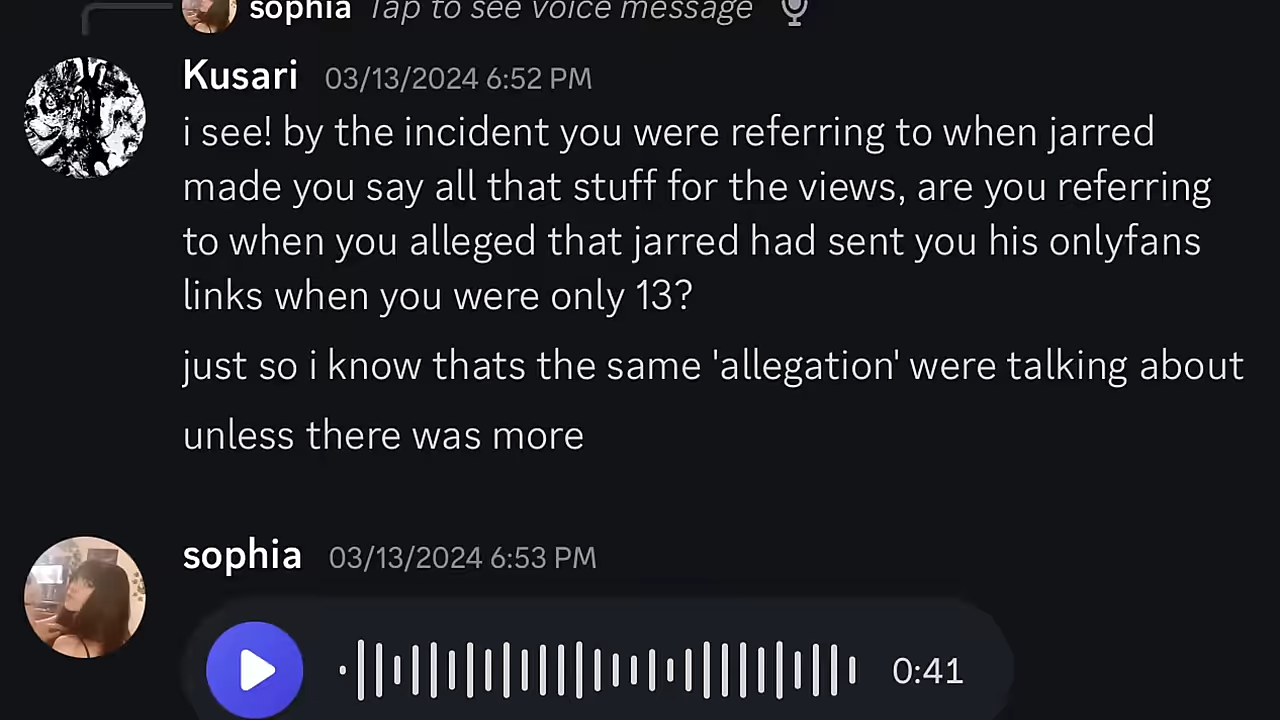 sophia Tap to see voice message
Kusari 03/13/2024 6:52 PM
i see! by the incident you were referring to when jarred
made you say all that stuff for the views, are you referring
to when you alleged that jarred had sent you his onlyfans
links when you were only 13?
just so i know thats the same 'allegation' were talking about
unless there was more
sophia 03/13/2024 6:53 PM
0:41